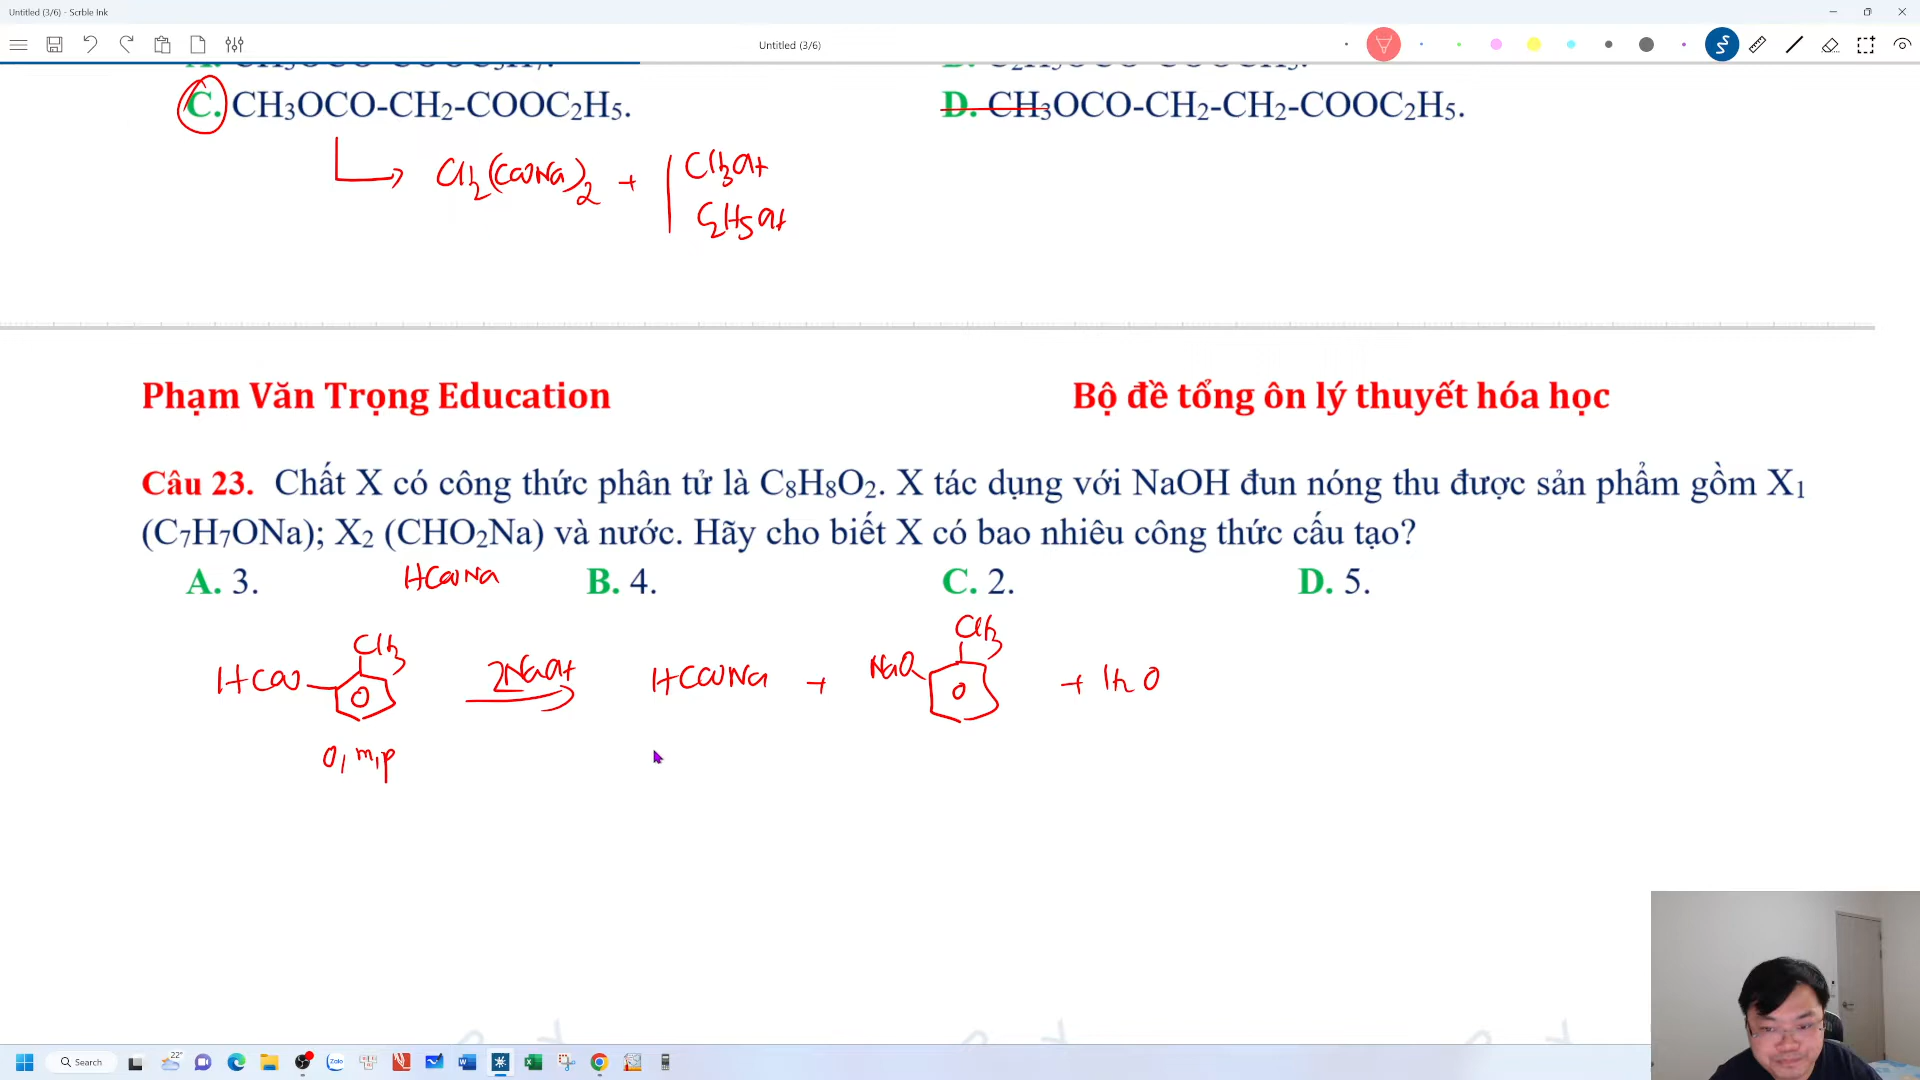 Untitled (3/6) - Scrble Ink
Untitled (3/6)
C. CH3OCO-CH2-COOC2H5.
D. CH3OCO-CH2-CH2-COOC2H5.
CH2(COONa)2 + CH3OH
C2H5OH
Phạm Văn Trọng Education
Bộ đề tổng ôn lý thuyết hóa học
Câu 23. Chất X có công thức phân tử là C8H8O2. X tác dụng với NaOH đun nóng thu được sản phẩm gồm X1
(C7H7ONa); X2 (CHO2Na) và nước. Hãy cho biết X có bao nhiêu công thức cấu tạo?
HCOONa
A. 3.
B. 4.
C. 2.
D. 5.
CH3
CH3
HCOO
2NaOH
HCOONa +
NaO
+ H2O
O, m, p
22°
Search
Zalo